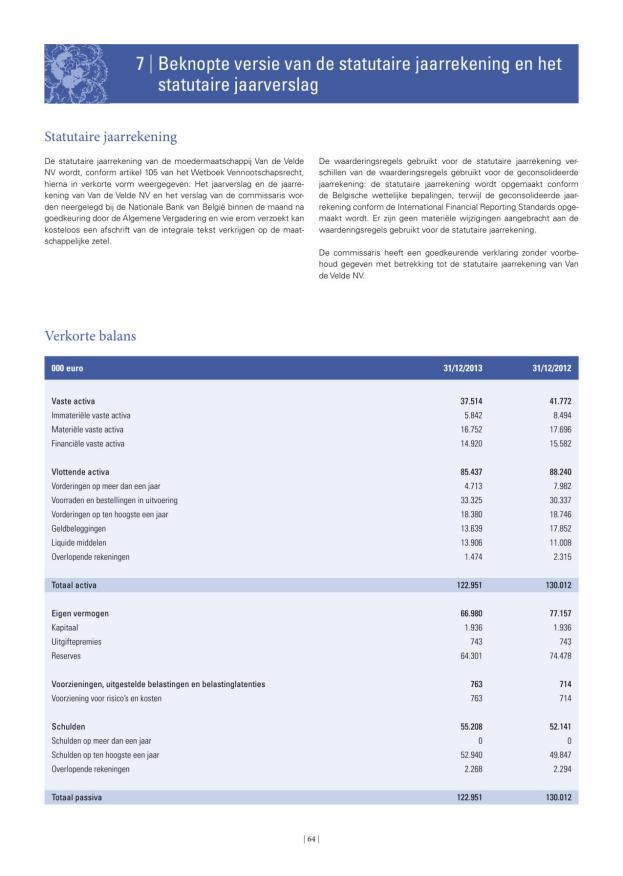 7 | Beknopte versie van de statutaire jaarrekening en het
statutaire jaarverslag
Statutaire jaarrekening
De statutaire jaarrekening van de moedermaatschappij Van de Velde
NV wordt, conform artikel 105 van het Wetboek Vennootschapsrecht,
hierna in verkorte vorm weergegeven. Het jaarverslag en de jaarre-
kening van Van de Velde NV en het verslag van de commissaris wor-
den neergelegd bij de Nationale Bank van België binnen de maand na
goedkeuring door de Algemene Vergadering en wie erom verzoekt kan
kosteloos een afschrift van de integrale tekst verkrijgen op de maat-
schappelijke zetel.
De waarderingsregels gebruikt voor de statutaire jaarrekening ver-
schillen van de waarderingsregels gebruikt voor de geconsolideerde
jaarrekening: de statutaire jaarrekening wordt opgemaakt conform
de Belgische wettelijke bepalingen, terwijl de geconsolideerde jaar-
rekening conform de International Financial Reporting Standards opge-
maakt wordt. Er zijn geen materiële wijzigingen aangebracht aan de
waarderingsregels gebruikt voor de statutaire jaarrekening.
De commissaris heeft een goedkeurende verklaring zonder voorbe-
houd gegeven met betrekking tot de statutaire jaarrekening van Van
de Velde NV.
Verkorte balans
000 euro 31/12/2013 31/12/2012
Vaste activa 37.514 41.772
Immateriële vaste activa 5.842 8.494
Materiële vaste activa 16.752 17.696
Financiële vaste activa 14.920 15.582
Vlottende activa 85.437 88.240
Vorderingen op meer dan een jaar 4.713 7.982
Voorraden en bestellingen in uitvoering 33.325 30.337
Vorderingen op ten hoogste een jaar 18.380 18.746
Geldbeleggingen 13.639 17.852
Liquide middelen 13.906 11.008
Overlopende rekeningen 1.474 2.315
Totaal activa 122.951 130.012
Eigen vermogen 66.980 77.157
Kapitaal 1.936 1.936
Uitgiftepremies 743 743
Reserves 64.301 74.478
Voorzieningen, uitgestelde belastingen en belastinglatenties 763 714
Voorziening voor risico's en kosten 763 714
Schulden 55.208 52.141
Schulden op meer dan een jaar 0 0
Schulden op ten hoogste een jaar 52.940 49.847
Overlopende rekeningen 2.268 2.294
Totaal passiva 122.951 130.012
| 64 |